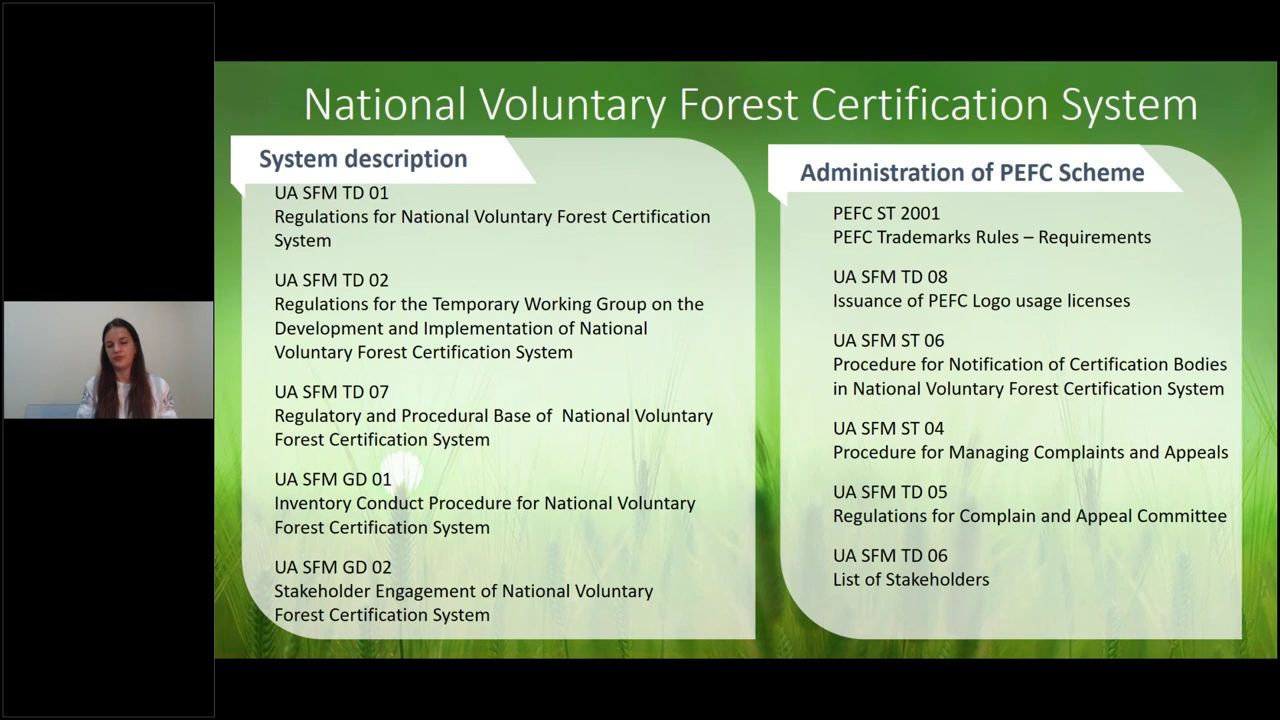 National Voluntary Forest Certification System
System description
UA SFM TD 01
Regulations for National Voluntary Forest Certification
System
UA SFM TD 02
Regulations for the Temporary Working Group on the
Development and Implementation of National
Voluntary Forest Certification System
UA SFM TD 07
Regulatory and Procedural Base of  National Voluntary
Forest Certification System
UA SFM GD 01
Inventory Conduct Procedure for National Voluntary
Forest Certification System
UA SFM GD 02
Stakeholder Engagement of National Voluntary
Forest Certification System
Administration of PEFC Scheme
PEFC ST 2001
PEFC Trademarks Rules – Requirements
UA SFM TD 08
Issuance of PEFC Logo usage licenses
UA SFM ST 06
Procedure for Notification of Certification Bodies
in National Voluntary Forest Certification System
UA SFM ST 04
Procedure for Managing Complaints and Appeals
UA SFM TD 05
Regulations for Complain and Appeal Committee
UA SFM TD 06
List of Stakeholders